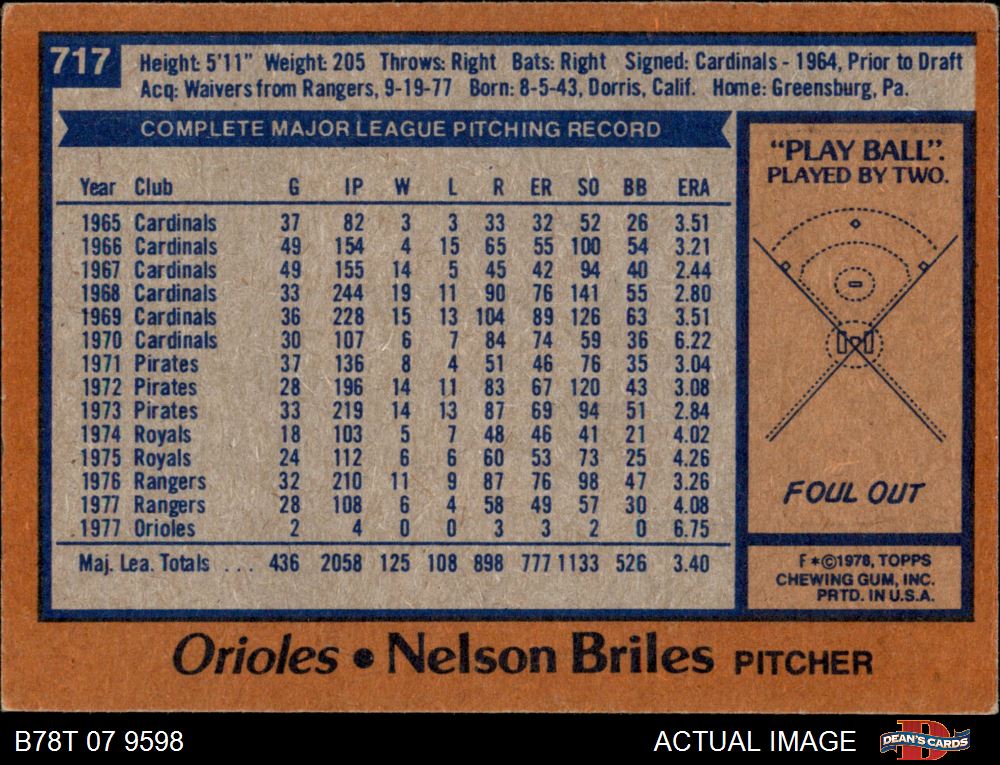 717
Height: 5'11" Weight: 205 Throws: Right Bats: Right Signed: Cardinals - 1964, Prior to Draft
Acq: Waivers from Rangers, 9-19-77 Born: 8-5-43, Dorris, Calif. Home: Greensburg, Pa.
COMPLETE MAJOR LEAGUE PITCHING RECORD
Year Club G IP W L R ER SO BB ERA
1965 Cardinals 37 82 3 3 33 32 52 26 3.51
1966 Cardinals 49 154 4 15 65 55 100 54 3.21
1967 Cardinals 49 155 14 5 45 42 94 40 2.44
1968 Cardinals 33 244 19 11 90 76 141 55 2.80
1969 Cardinals 36 228 15 13 104 89 126 63 3.51
1970 Cardinals 30 107 6 7 84 74 59 36 6.22
1971 Pirates 37 136 8 4 51 46 76 35 3.04
1972 Pirates 28 196 14 11 83 67 120 43 3.08
1973 Pirates 33 219 14 13 87 69 94 51 2.84
1974 Royals 18 103 5 7 48 46 41 21 4.02
1975 Royals 24 112 6 6 60 53 73 25 4.26
1976 Rangers 32 210 11 9 87 76 98 47 3.26
1977 Rangers 28 108 6 4 58 49 57 30 4.08
1977 Orioles 2 4 0 0 3 3 2 0 6.75
Maj. Lea. Totals ... 436 2058 125 108 898 777 1133 526 3.40
"PLAY BALL".
PLAYED BY TWO.
FOUL OUT
F*©1978, TOPPS
CHEWING GUM, INC.
PRTD. IN U.S.A.
Orioles • Nelson Briles PITCHER
B78T 07 9598
ACTUAL IMAGE
D
DEAN'S CARDS